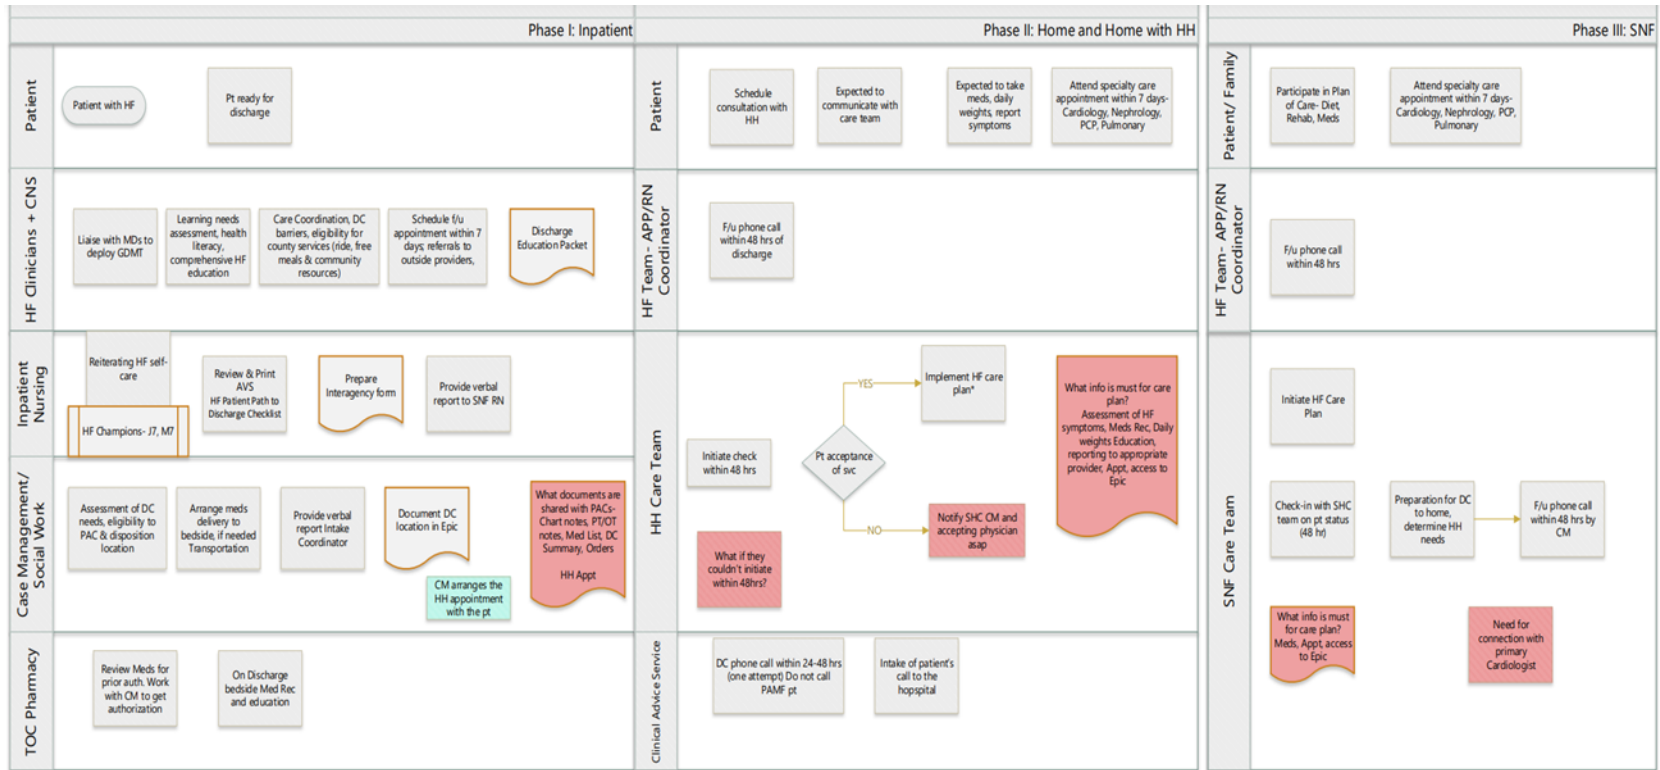 Phase I: Inpatient
Patient
Patient with HF
Pt ready for
discharge
HF Clinicians + CNS
Liaise with MDs to
deploy GDMT
Learning needs
assessment, health
literacy,
comprehensive HF
education
Care Coordination, DC
barriers, eligibility for
county services (ride, free
meals & community
resources)
Schedule f/u
appointment within 7
days; referrals to
outside providers,
Discharge
Education Packet
Inpatient
Nursing
Reiterating HF self-
care
HF Champions- J7, M7
Review & Print
AVS
HF Patient Path to
Discharge Checklist
Prepare
Interagency form
Provide verbal
report to SNF RN
Case Management/
Social Work
Assessment of DC
needs, eligibility to
PAC & disposition
location
Arrange meds
delivery to
bedside, if needed
Transportation
Provide verbal
report Intake
Coordinator
Document DC
location in Epic
CM arranges the
HH appointment
with the pt
What documents are
shared with PACs-
Chart notes, PT/OT
notes, Med List, DC
Summary, Orders
HH Appt
TOC Pharmacy
Review Meds for
prior auth. Work
with CM to get
authorization
On Discharge
bedside Med Rec
and education
Phase II: Home and Home with HH
Patient
Schedule
consultation with
HH
Expected to
communicate with
care team
Expected to take
meds, daily
weights, report
symptoms
Attend specialty care
appointment within 7 days-
Cardiology, Nephrology,
PCP, Pulmonary
HF Team- APP/RN
Coordinator
F/u phone call
within 48 hrs of
discharge
HH Care Team
Initiate check
within 48 hrs
What if they
couldn't initiate
within 48hrs?
Pt acceptance
of svc
YES
Implement HF care
plan*
NO
Notify SHC CM and
accepting physician
asap
What info is must for care
plan?
Assessment of HF
symptoms, Meds Rec, Daily
weights Education,
reporting to appropriate
provider, Appt, access to
Epic
Clinical Advice Service
DC phone call within 24-48 hrs
(one attempt) Do not call
PAMF pt
Intake of patient's
call to the
hopspital
Phase III: SNF
Patient/ Family
Participate in Plan
of Care- Diet,
Rehab, Meds
Attend specialty care
appointment within 7 days-
Cardiology, Nephrology, PCP,
Pulmonary
HF Team- APP/RN
Coordinator
F/u phone call
within 48 hrs
SNF Care Team
Initiate HF Care
Plan
Check-in with SHC
team on pt status
(48 hr)
Preparation for DC
to home,
determine HH
needs
F/u phone call
within 48 hrs by
CM
What info is must
for care plan?
Meds, Appt, access
to Epic
Need for
connection with
primary
Cardiologist